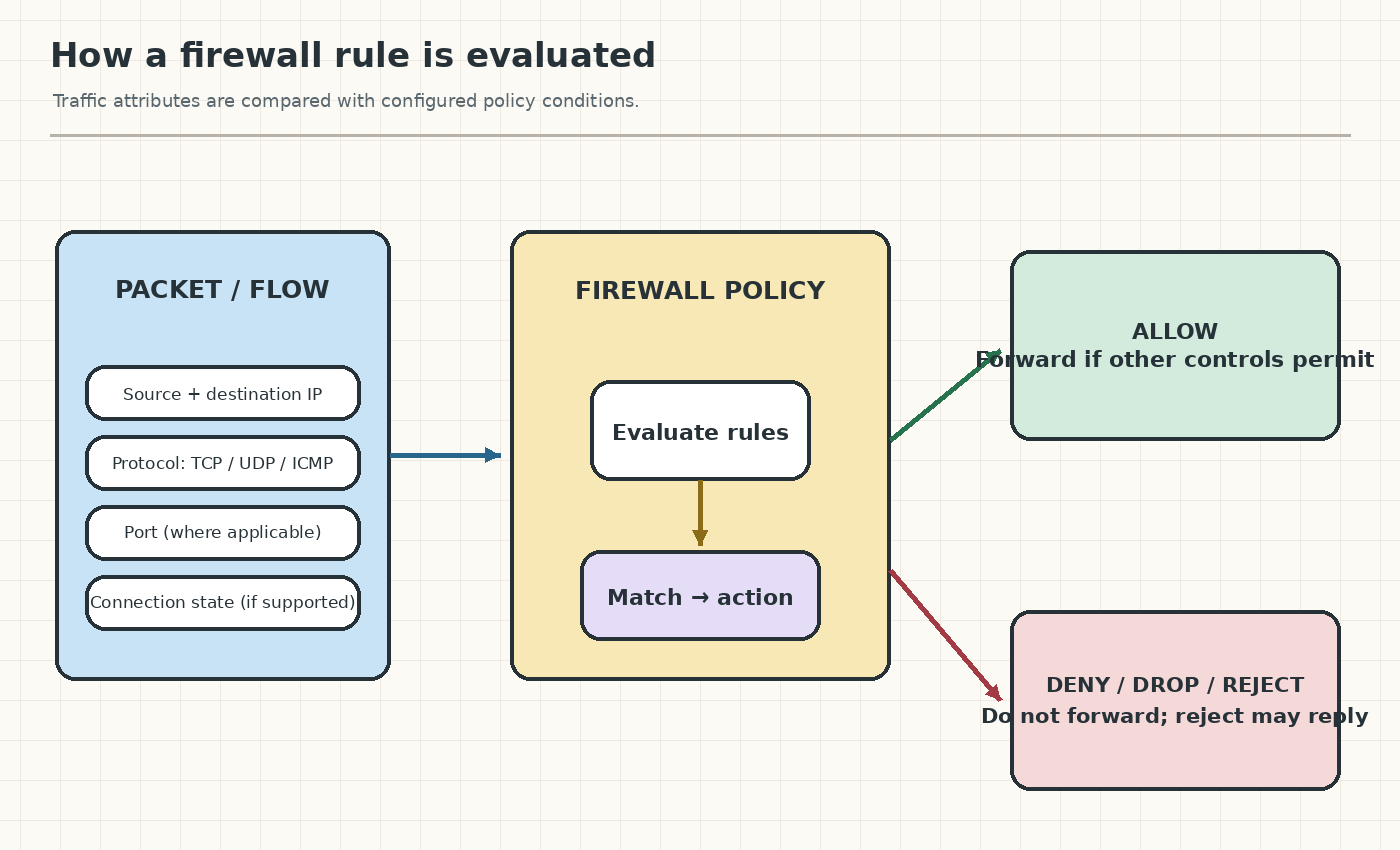 How a firewall rule is evaluated
Traffic attributes are compared with configured policy conditions.
PACKET / FLOW
Source + destination IP
Protocol: TCP / UDP / ICMP
Port (where applicable)
Connection state (if supported)
FIREWALL POLICY
Evaluate rules
Match → action
ALLOW
Forward if other controls permit
DENY / DROP / REJECT
Do not forward; reject may reply